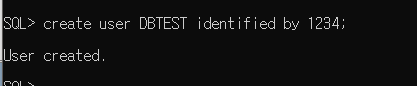 SQL> create user DBTEST identified by 1234;
User created.
SQL>